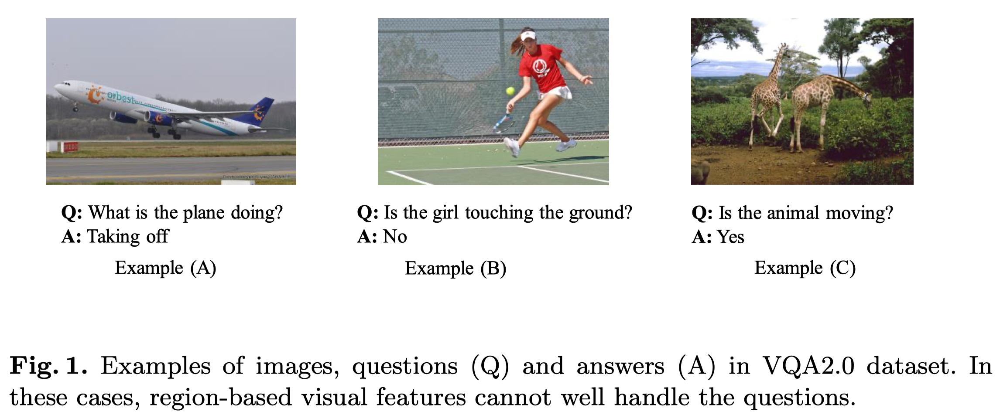 orbest
Q: What is the plane doing?
A: Taking off
Example (A)
Q: Is the girl touching the ground?
A: No
Example (B)
Q: Is the animal moving?
A: Yes
Example (C)
Fig. 1. Examples of images, questions (Q) and answers (A) in VQA2.0 dataset. In
these cases, region-based visual features cannot well handle the questions.